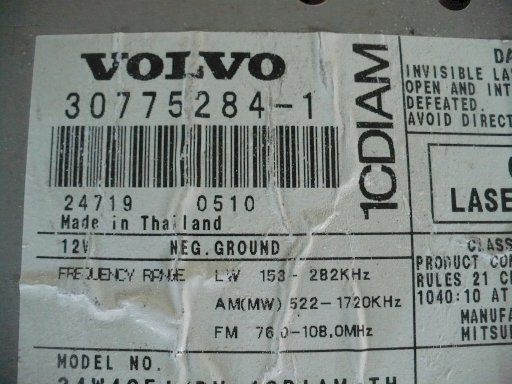 VOLVO
30775284-1
24719 0510
Made in Thailand
1CDIAM
12V NEG.GROUND
FREQUENCY RANGE LW 153-282KHz
AM(MW) 522-1720KHz
FM 76.0-108.0MHz
MODEL NO.
DA
INVISIBLE LA
OPEN AND INT
DEFEATED.
AVOID DIRECT
LASE
CLASS
PRODUCT COM
RULES 21 C
1040:10 AT
MANUFA
MITSU